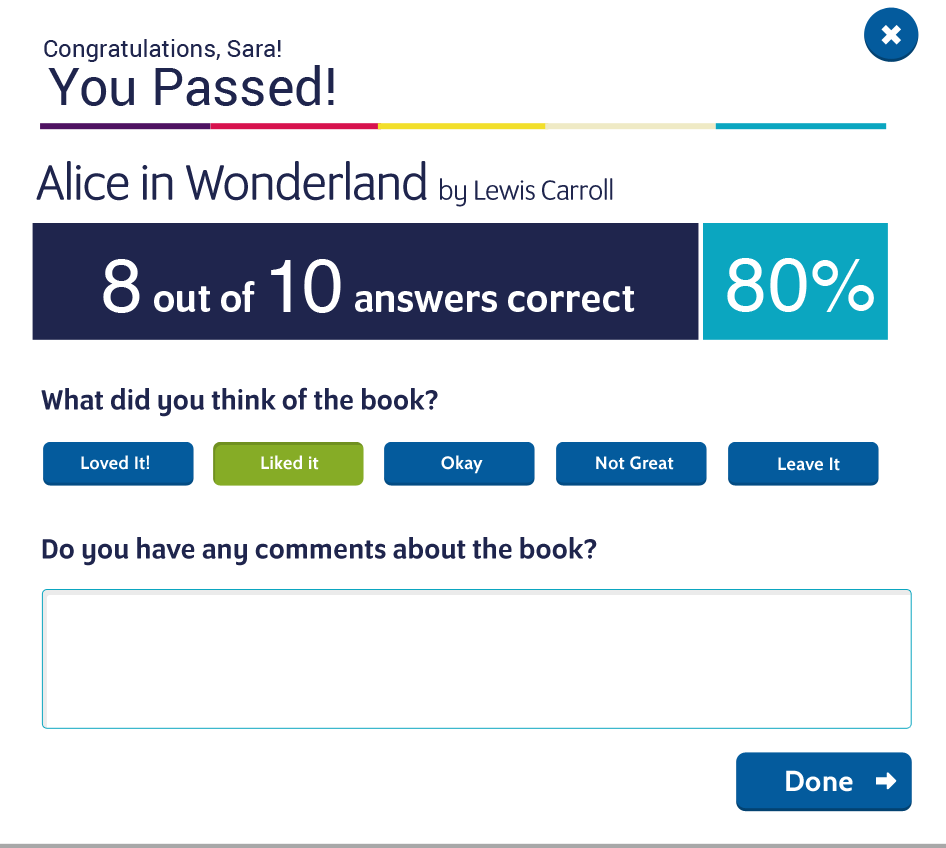 Congratulations, Sara!
You Passed!
Alice in Wonderland by Lewis Carroll
8 out of 10 answers correct 80%
What did you think of the book?
Loved It! Liked it Okay Not Great Leave It
Do you have any comments about the book?
Done